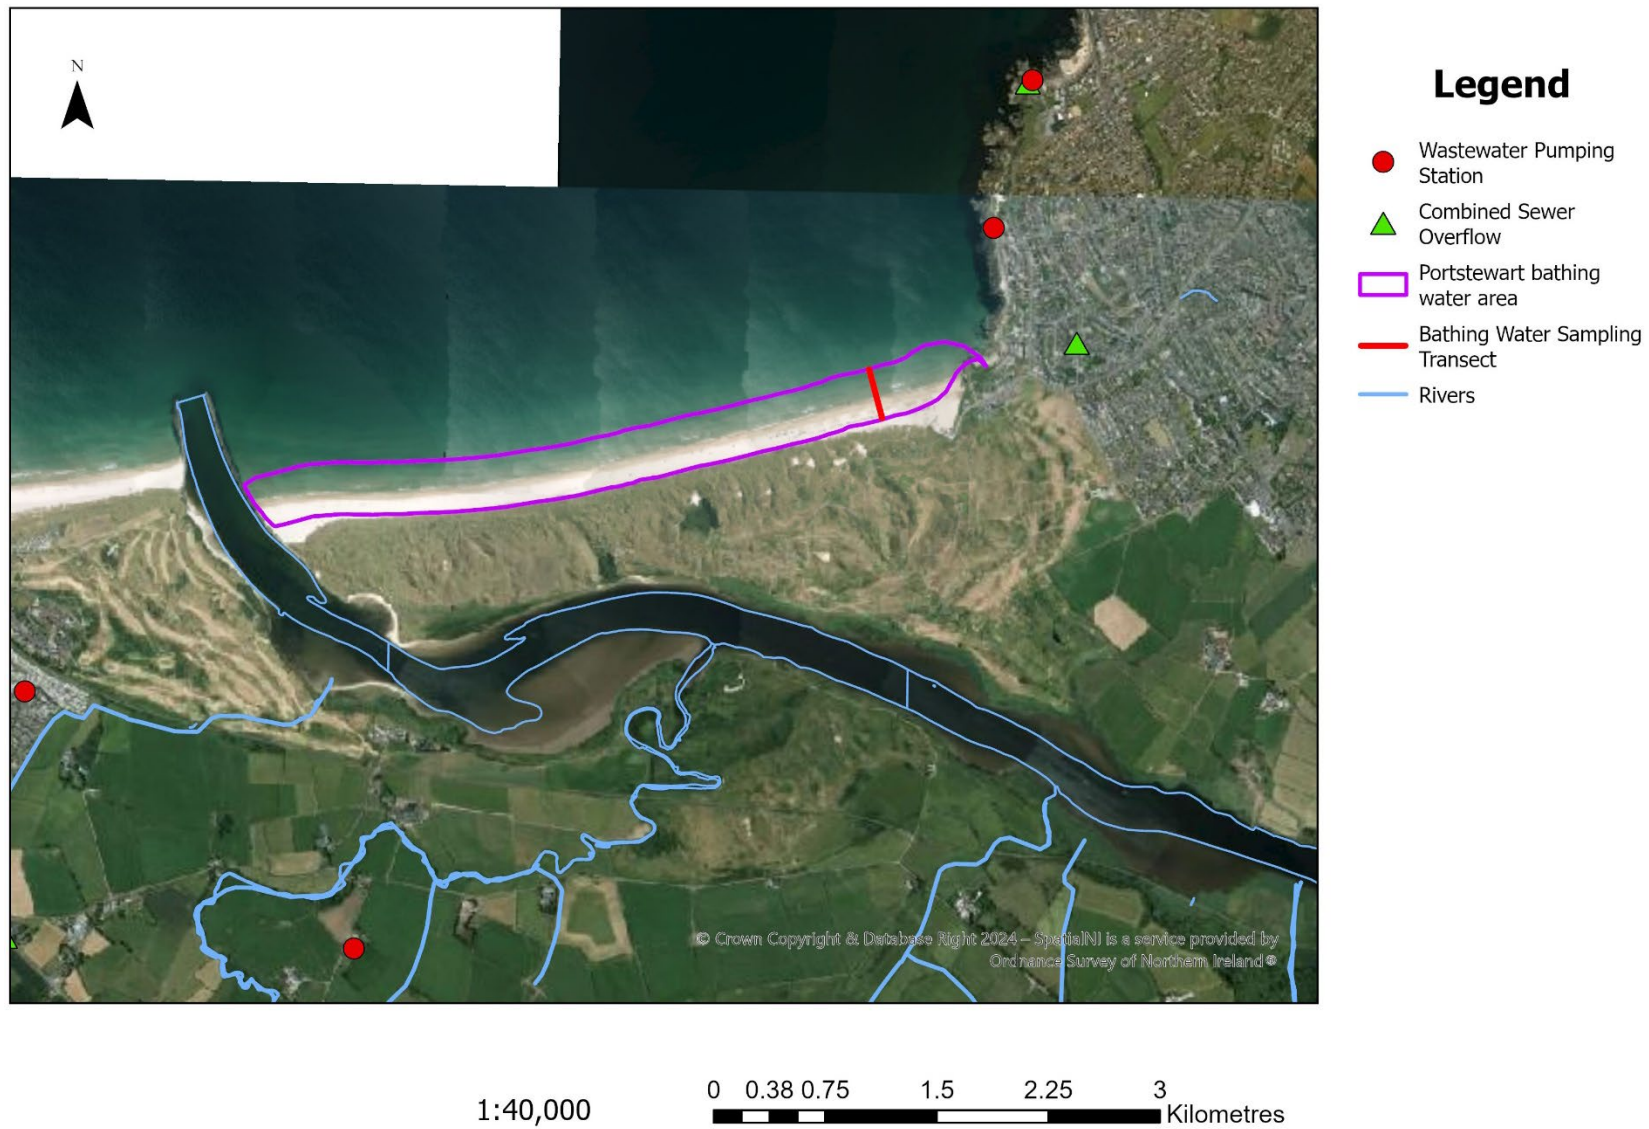 N
Legend
Wastewater Pumping
Station
Combined Sewer
Overflow
Portstewart bathing
water area
Bathing Water Sampling
Transect
Rivers
© Crown Copyright & Database Right 2024 – SpatialNI is a service provided by
Ordnance Survey of Northern Ireland®
1:40,000
0 0.38 0.75 1.5 2.25 3
Kilometres